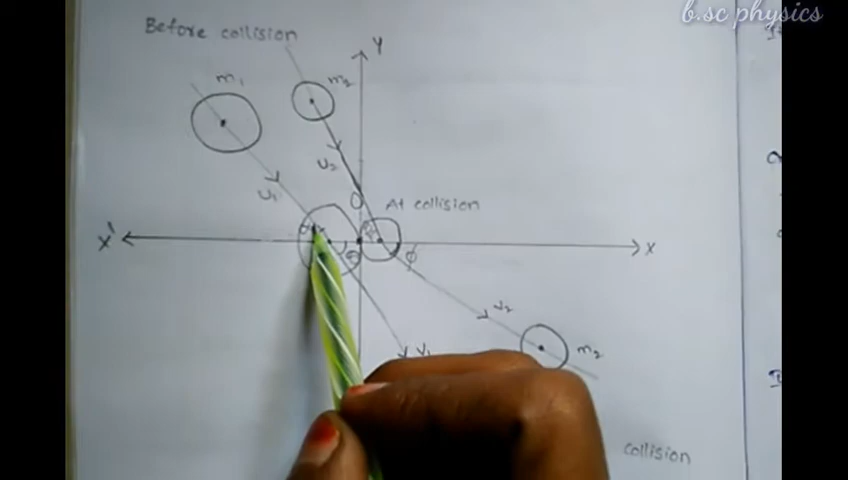 b.sc physics
Before collision
Y
m₁
m₂
u₂
u₁
O
At collision
X'
X
θ
ϕ
v₂
v₁
m₂
collision